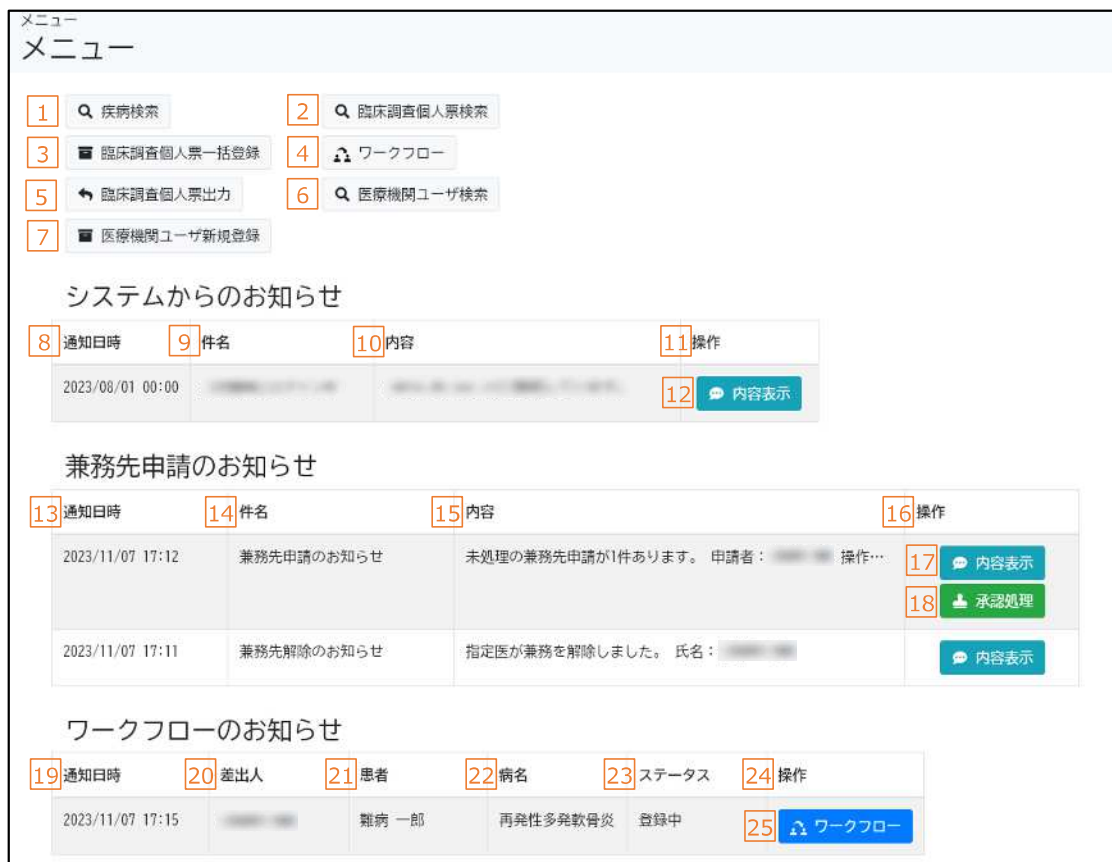 メニュー
メニュー
1 疾病検索 2 臨床調査個人票検索
3 臨床調査個人票一括登録 4 ワークフロー
5 臨床調査個人票出力 6 医療機関ユーザ検索
7 医療機関ユーザ新規登録
システムからのお知らせ
8 通知日時 9 件名 10 内容 11 操作
2023/08/01 00:00 12 内容表示
兼務先申請のお知らせ
13 通知日時 14 件名 15 内容 16 操作
2023/11/07 17:12 兼務先申請のお知らせ 未処理の兼務先申請が1件あります。 申請者: 操作… 17 内容表示
18 承認処理
2023/11/07 17:11 兼務先解除のお知らせ 指定医が兼務を解除しました。 氏名: 内容表示
ワークフローのお知らせ
19 通知日時 20 差出人 21 患者 22 病名 23 ステータス 24 操作
2023/11/07 17:15 難病 一郎 再発性多発軟骨炎 登録中 25 ワークフロー